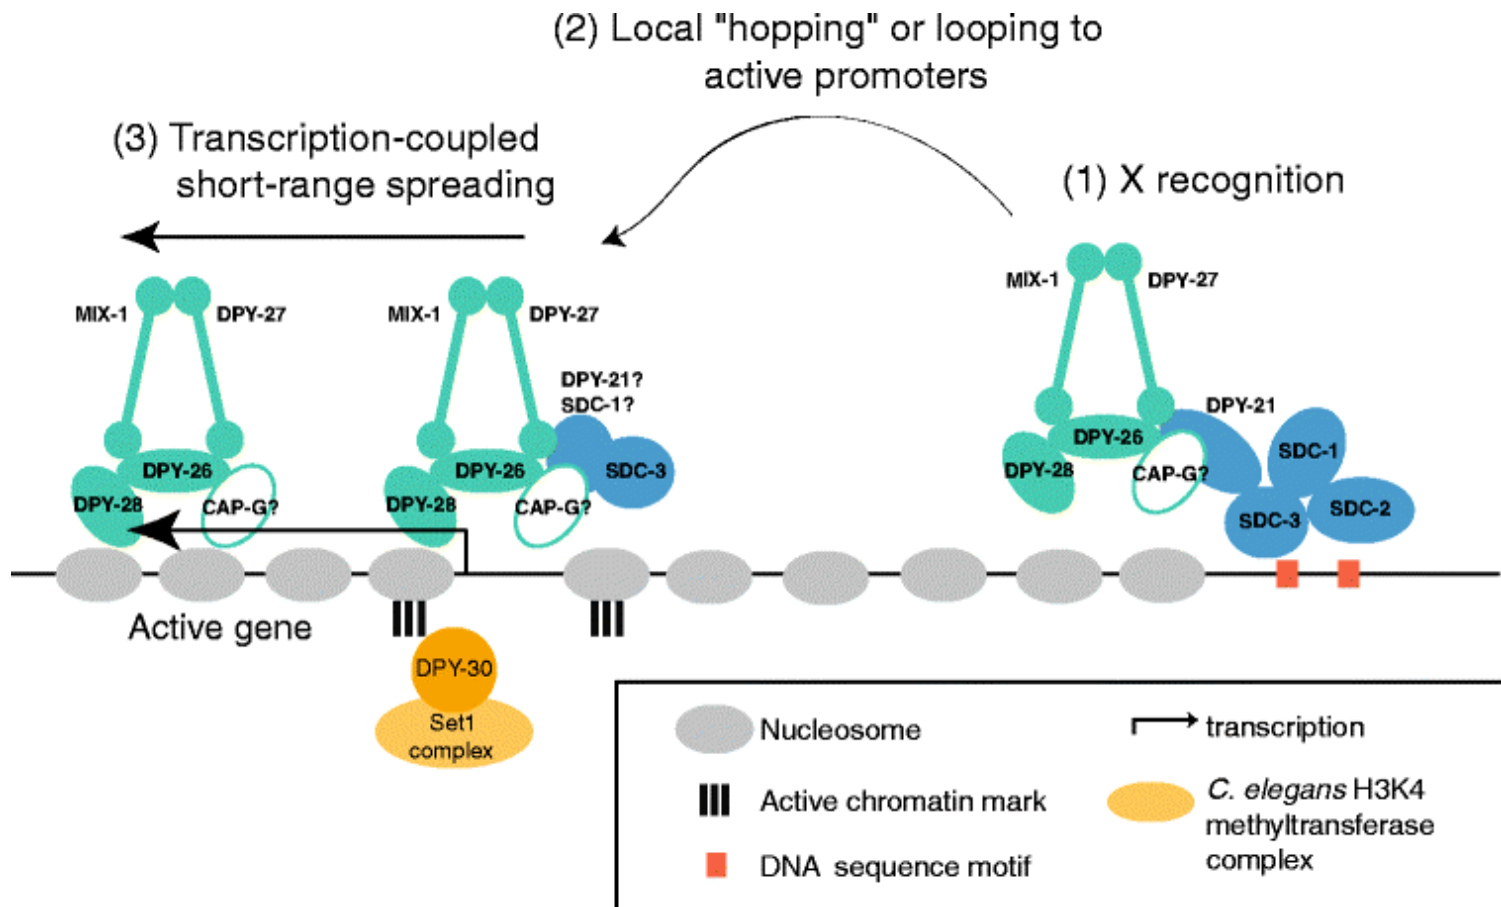 (2) Local "hopping" or looping to
active promoters
(3) Transcription-coupled
short-range spreading
(1) X recognition
MIX-1
DPY-27
DPY-26
DPY-28
CAP-G?
MIX-1
DPY-27
DPY-21?
SDC-1?
SDC-3
DPY-26
DPY-28
CAP-G?
MIX-1
DPY-27
DPY-21
DPY-26
DPY-28
CAP-G?
SDC-1
SDC-2
SDC-3
Active gene
DPY-30
Set1
complex
Nucleosome
Active chromatin mark
DNA sequence motif
transcription
C. elegans H3K4
methyltransferase
complex